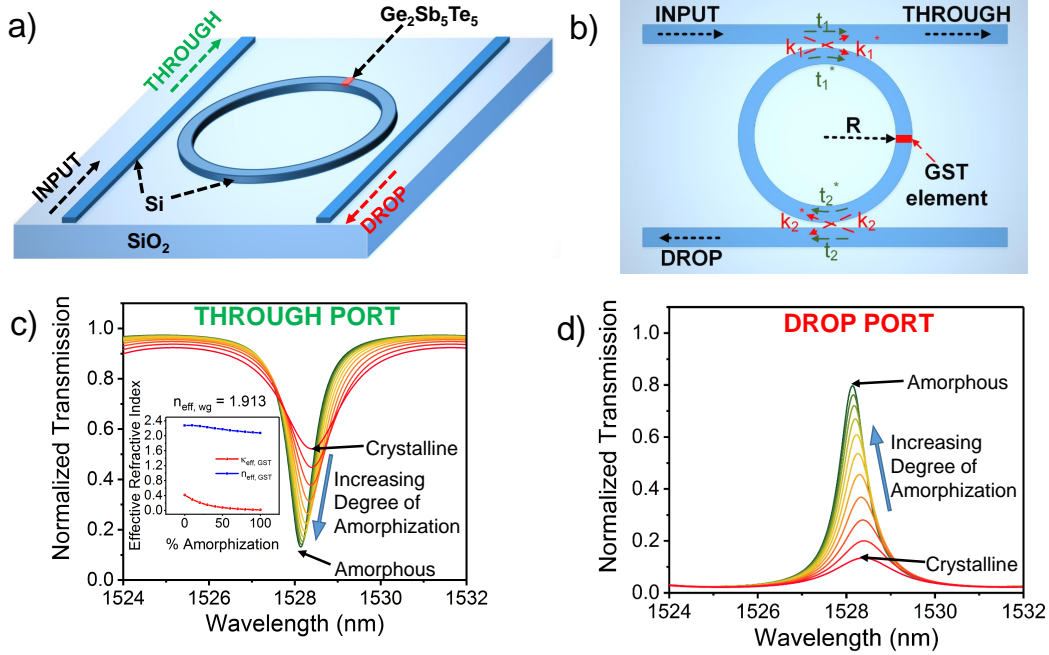 a)
Ge2Sb5Te5
THROUGH
INPUT
Si
DROP
SiO2
b)
INPUT
t1
THROUGH
k1
k1*
t1*
R
GST
element
t2*
k2*
k2
t2
DROP
c)
THROUGH PORT
Normalized Transmission
1.0
0.8
0.6
0.4
0.2
0.0
1524
1526
1528
1530
1532
Wavelength (nm)
neff, wg = 1.913
Effective Refractive Index
2.4
2.0
1.6
1.2
0.8
0.4
0.0
κeff, GST
neff, GST
0
50
100
% Amorphization
Crystalline
Increasing
Degree of
Amorphization
Amorphous
d)
DROP PORT
Normalized Transmission
1.0
0.8
0.6
0.4
0.2
0.0
1524
1526
1528
1530
1532
Wavelength (nm)
Amorphous
Increasing
Degree of
Amorphization
Crystalline